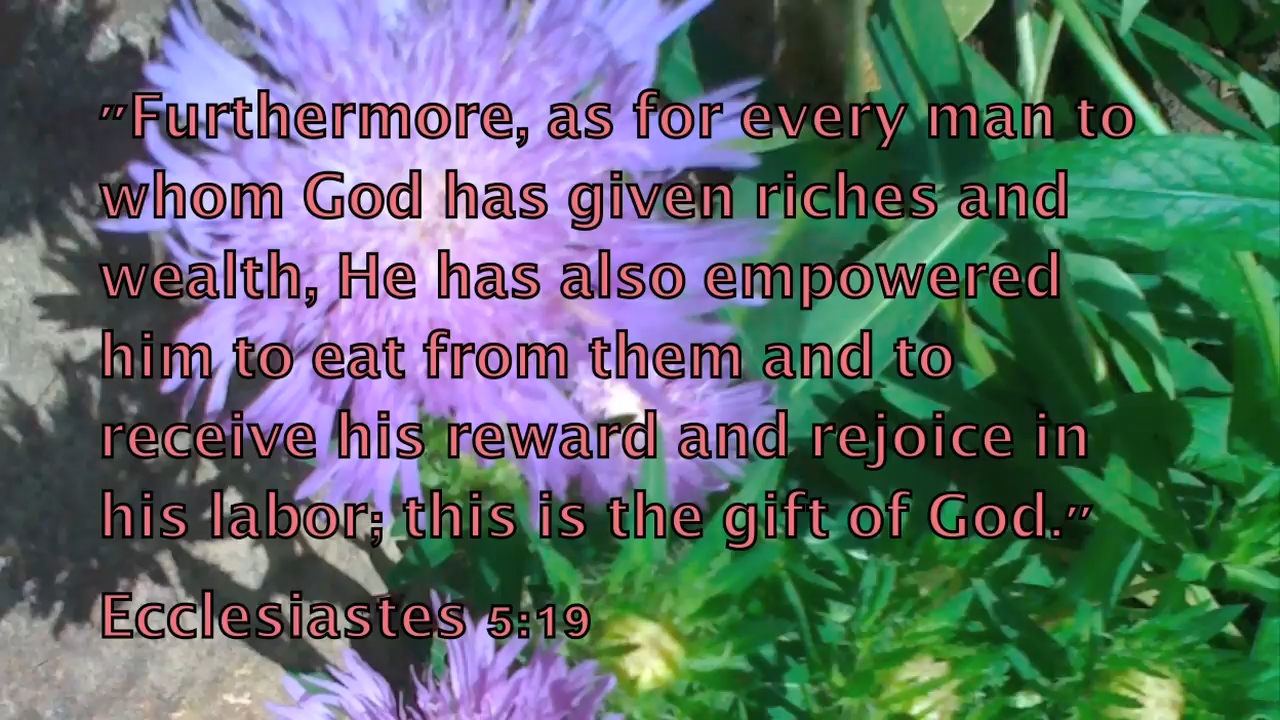 "Furthermore, as for every man to
whom God has given riches and
wealth, He has also empowered
him to eat from them and to
receive his reward and rejoice in
his labor; this is the gift of God."
Ecclesiastes 5:19